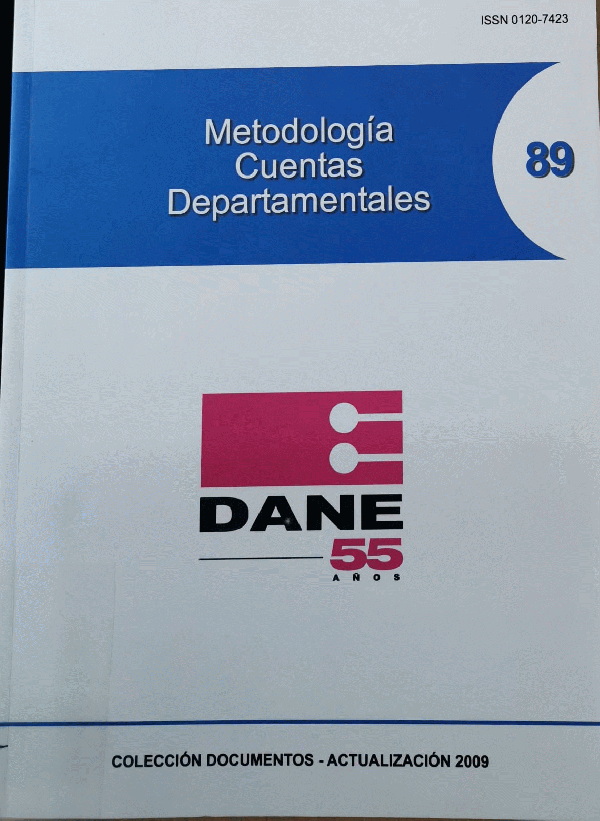 ISSN 0120-7423
Metodología
Cuentas
Departamentales
89
DANE
55
AÑOS
COLECCIÓN DOCUMENTOS - ACTUALIZACIÓN 2009